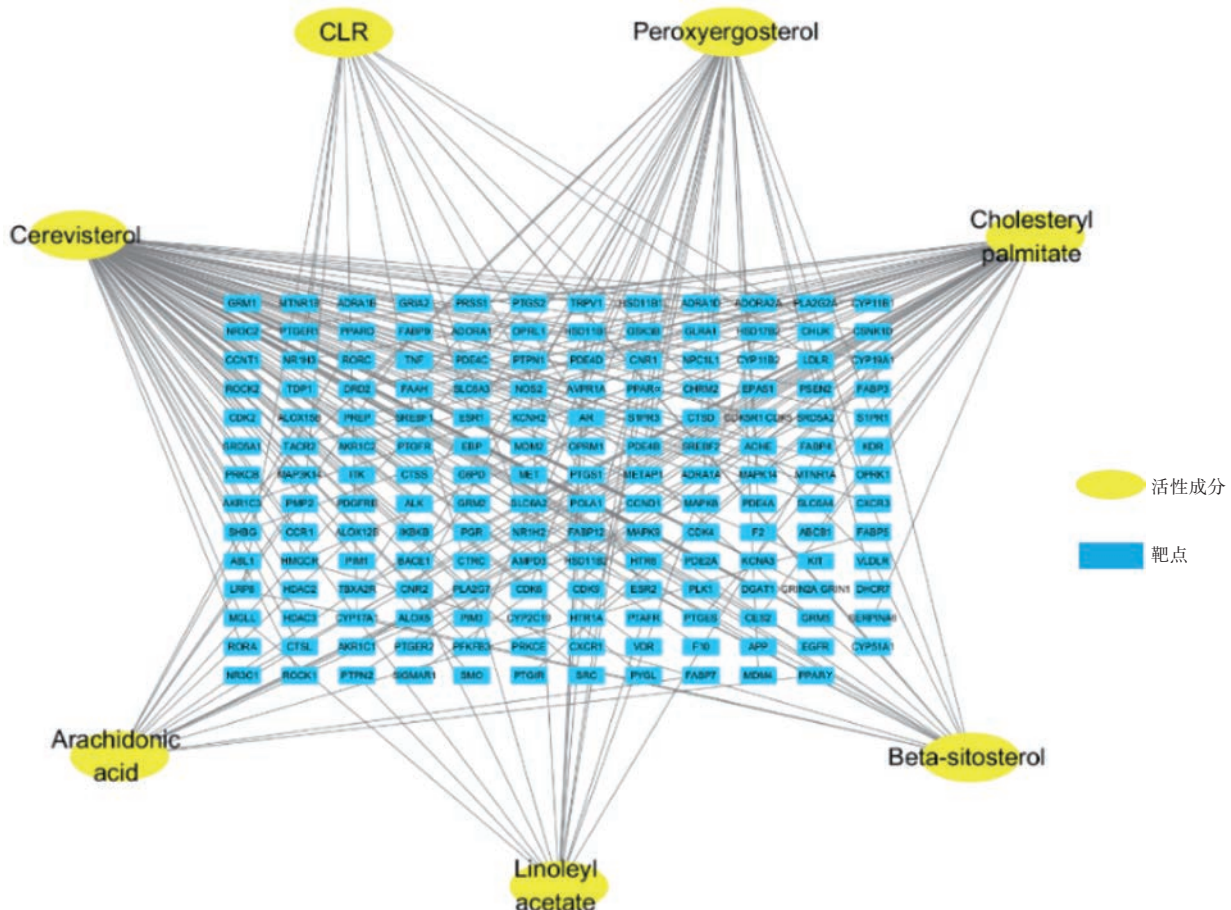 CLR
Peroxyergosterol
Cerevisterol
Cholesteryl
palmitate
GRM1 MTNR1B ADRA1B GRIA2 PRSS1 PTGS2 TRPV1 HSD11B1 ADRA1D ADORA2A PLA2G2A CYP11B1
NR3C2 PTGER1 PPARD ADORA1 OPRL1 GSK3B GLRA1 HSD17B2 CHUK CSNK1D
CCNT1 NR1H3 RORC TNF PDE4C PTPN1 PDE4D CNR1 NPC1L1 CYP11B2 LDLR CYP19A1
ROCK2 TDP1 DRD2 FAAH SLC6A3 NOS2 AVPR1A PPARα CHRM2 EPAS1 PSEN2 FABP3
CDK2 ALOX15B PREP SREBF1 ESR1 KCNH2 AR S1PR3 CTSD CDK5R1 CDK5 SRD5A2 S1PR1
SRD5A1 TACR2 AKR1C2 PTGFR EBP MDM2 OPRM1 PDE4B SREBF2 ACHE FABP4 KDR
PRKCB MAP3K14 CTSS G6PD MET PTGS1 METAP1 ADRA1A MAPK14 MTNR1A OPRK1
AKR1C3 PMP2 PDGFRB ALK GRM2 SLC6A2 POLA1 CCND1 MAPK8 PDE4A SLC6A4 CXCR3
SHBG CCR1 ALOX12B IKBKB PGR NR1H2 FABP12 MAPK9 CDK4 F2 ABCB1 FABP5
ABL1 HMGCR PIM1 BACE1 CTRC AMPD3 HSD11B2 HTR6 PDE2A KCNA3 KIT VLDLR
HDAC2 TBXA2R CNR2 PLA2G7 CDK6 ESR2 PLK1 DGAT1 GRIN2A GRIN1 DHCR7
MGLL HDAC3 CYP17A1 ALOX5 PIM3 CYP2C19 HTR1A PTAFR PTGES CES2 GRM5 SERPINA6
RORA CTSL AKR1C1 PTGER2 PFKFB3 PRKCE CXCR1 VDR F10 APP EGFR CYP51A1
NR3C1 ROCK1 PTPN2 SIGMAR1 SMO PTGIR SRC PYGL FABP7 MDM4 PPARγ
活性成分
靶点
Arachidonic
acid
Beta-sitosterol
Linoleyl
acetate